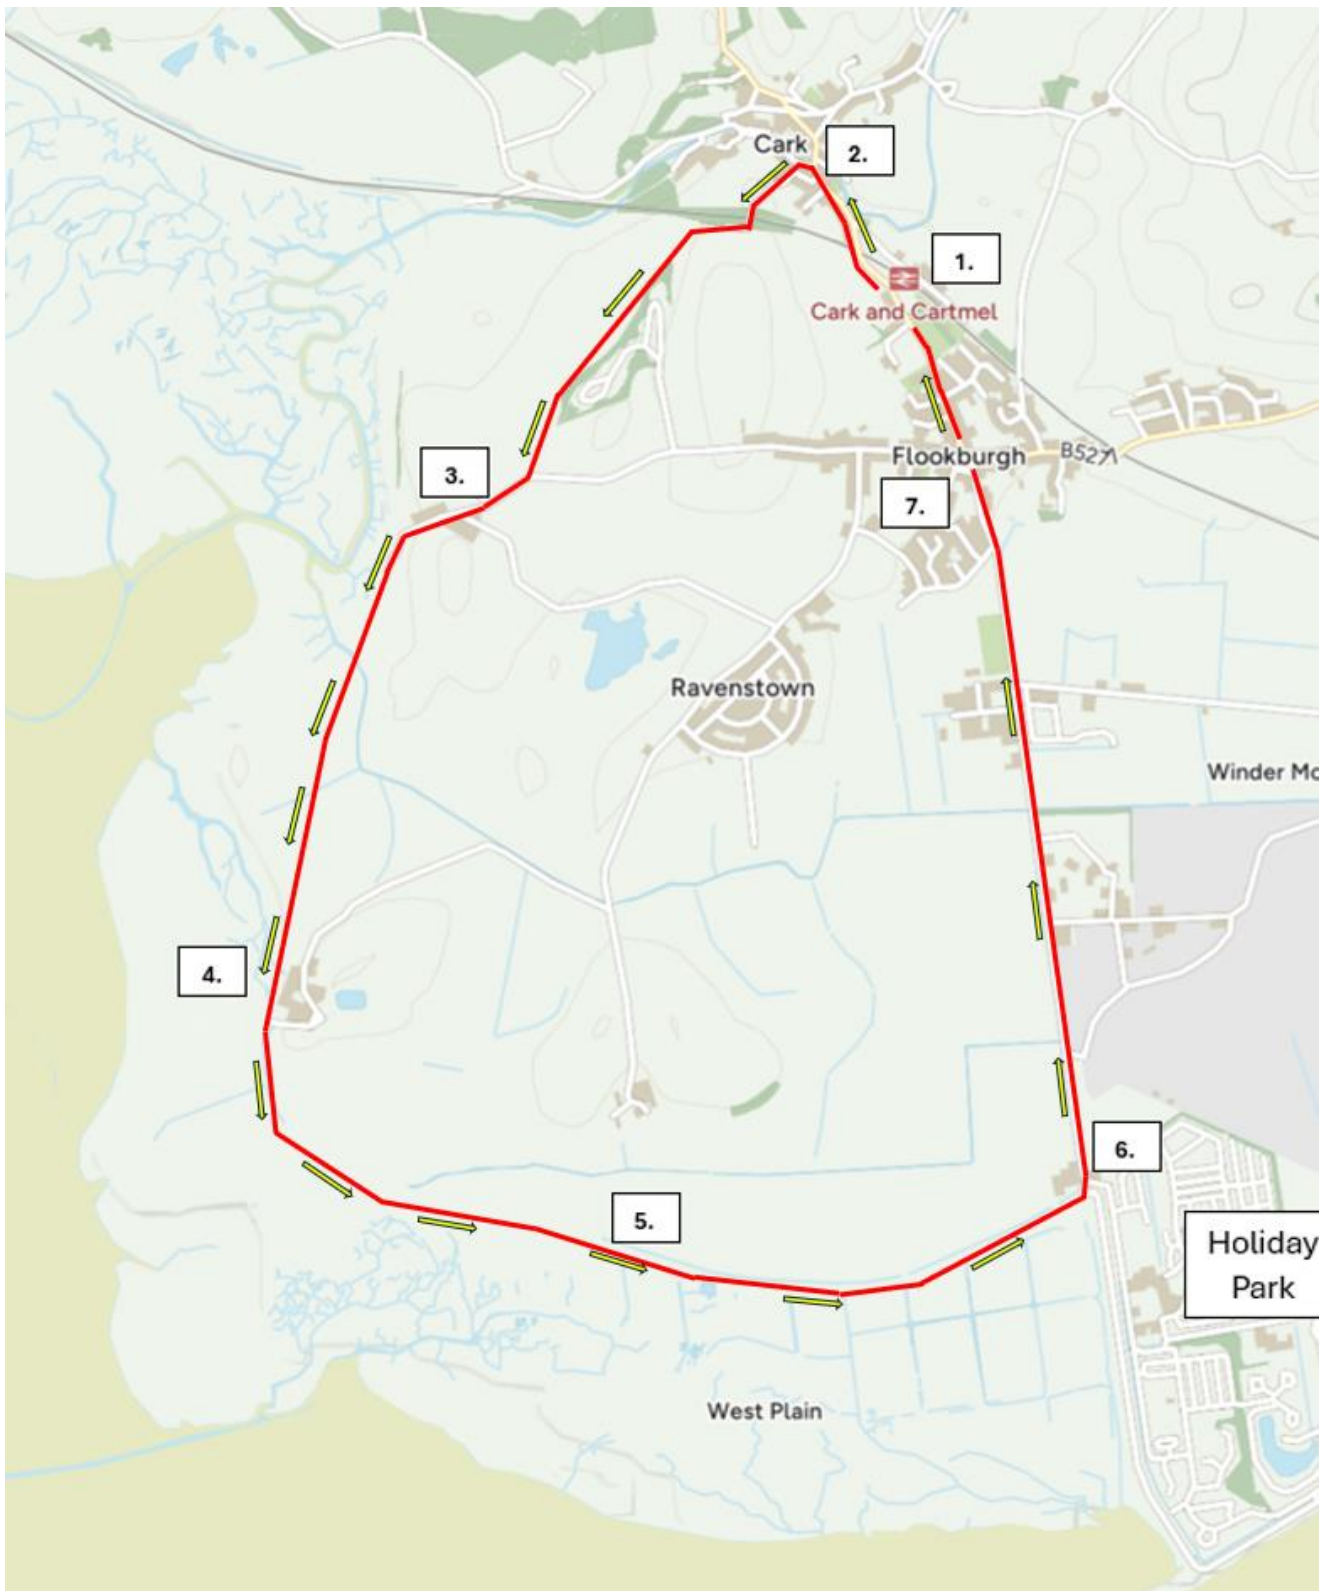 Cark
2.
1.
Cark and Cartmel
3.
Flookburgh
B527
7.
Ravenstown
Winder Mo
4.
6.
5.
Holiday
Park
West Plain